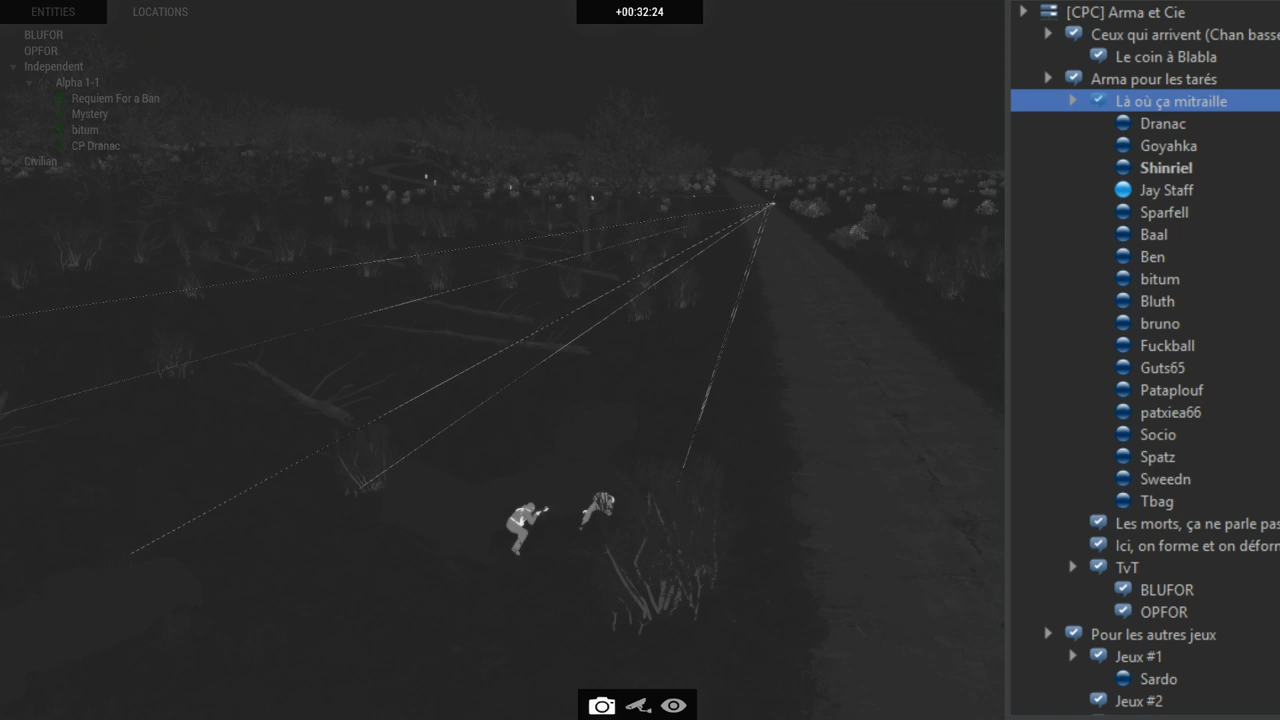 ENTITIES
LOCATIONS
+00:32:24
BLUFOR
OPFOR
Independent
Alpha 1-1
Requiem For a Ban
Mystery
bitum
CP Dranac
Civilian
[CPC] Arma et Cie
Ceux qui arrivent (Chan basse
Le coin à Blabla
Arma pour les tarés
Là où ça mitraille
Dranac
Goyahka
Shinriel
Jay Staff
Sparfell
Baal
Ben
bitum
Bluth
bruno
Fuckball
Guts65
Pataplouf
patxiea66
Socio
Spatz
Sweedn
Tbag
Les morts, ça ne parle pas
Ici, on forme et on déforn
TvT
BLUFOR
OPFOR
Pour les autres jeux
Jeux #1
Sardo
Jeux #2